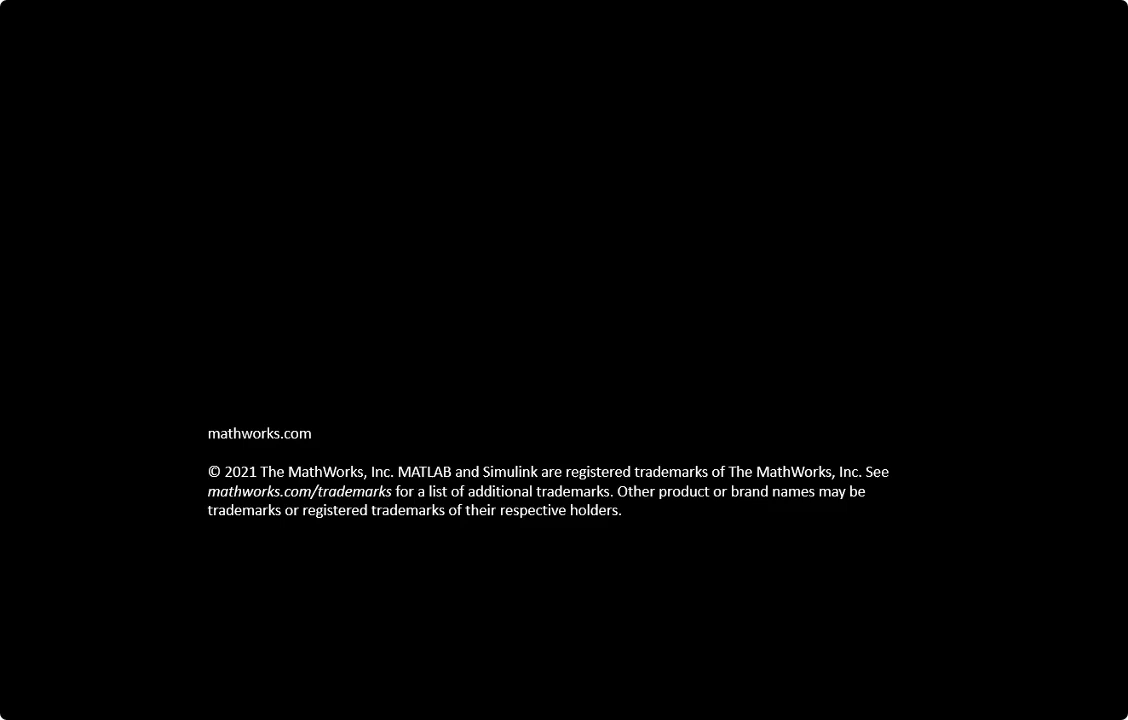 mathworks.com
© 2021 The MathWorks, Inc. MATLAB and Simulink are registered trademarks of The MathWorks, Inc. See
mathworks.com/trademarks for a list of additional trademarks. Other product or brand names may be
trademarks or registered trademarks of their respective holders.